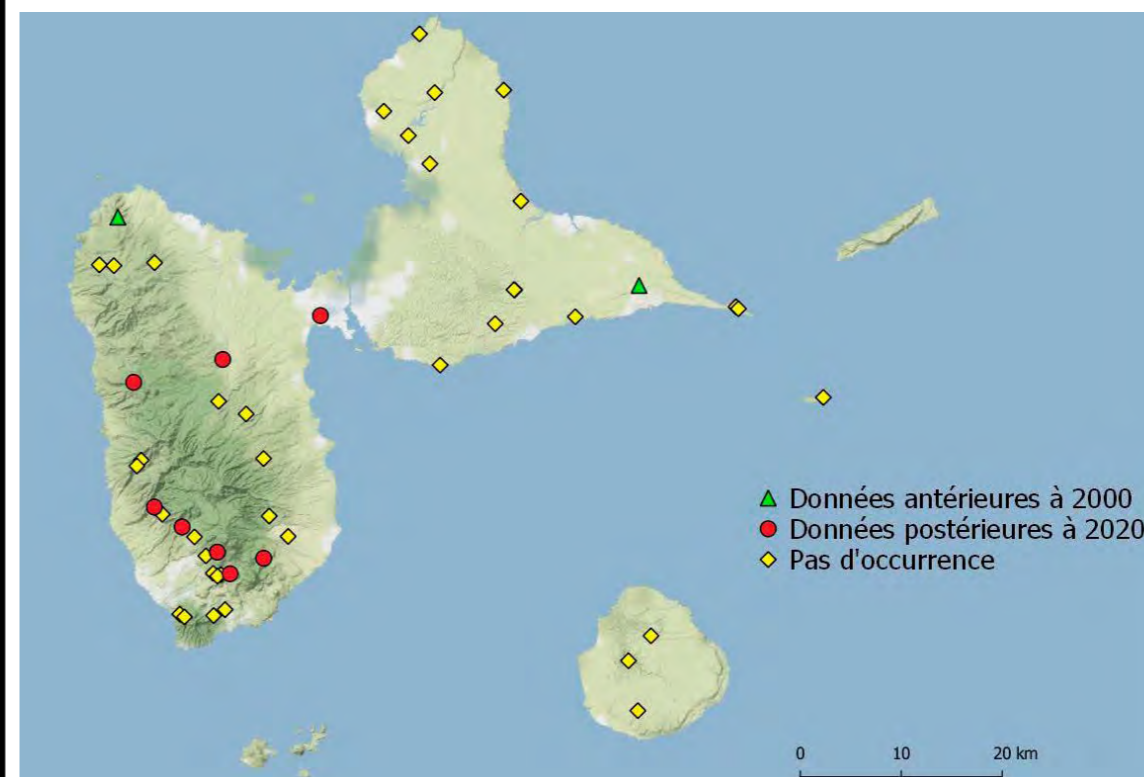 Données antérieures à 2000
Données postérieures à 2020
Pas d'occurrence
0 10 20 km